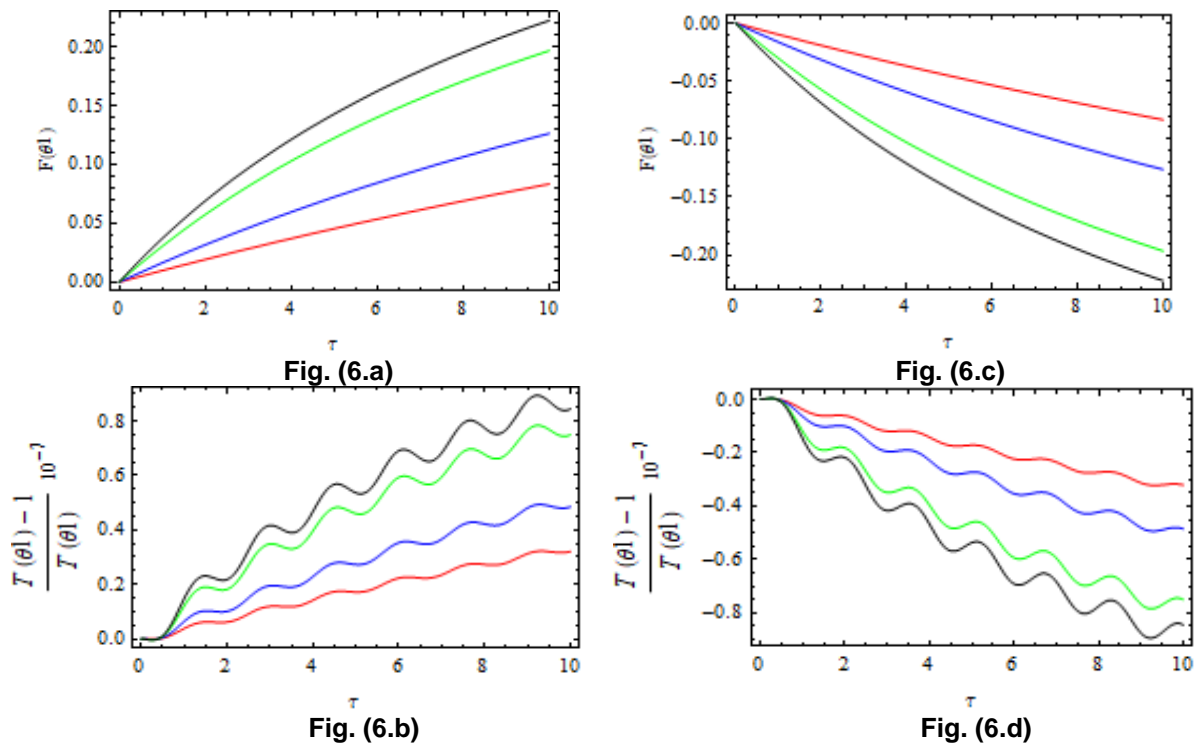 0.20
0.15
0.10
0.05
0.00
F(θ1 )
0 2 4 6 8 10
τ
Fig. (6.a)
0.00
−0.05
−0.10
−0.15
−0.20
F(θ1 )
0 2 4 6 8 10
τ
Fig. (6.c)
0.8
0.6
0.4
0.2
0.0
T (θ1) − 1
T (θ1)
10⁻⁷
0 2 4 6 8 10
τ
Fig. (6.b)
0.0
−0.2
−0.4
−0.6
−0.8
T (θ1) − 1
T (θ1)
10⁻⁷
0 2 4 6 8 10
τ
Fig. (6.d)